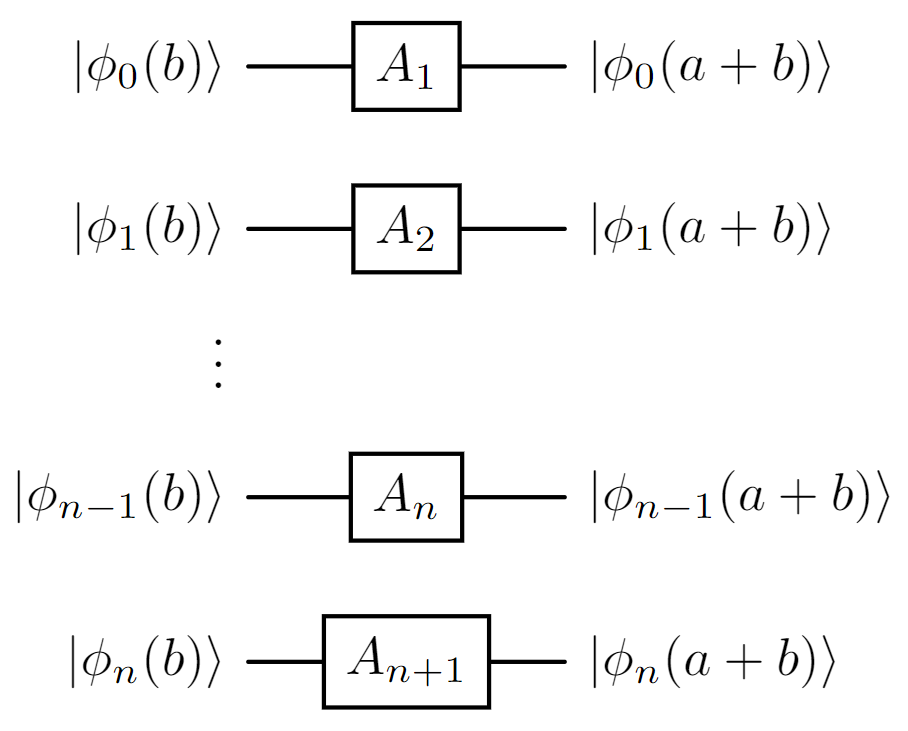 |ϕ₀(b)⟩ A₁ |ϕ₀(a + b)⟩
|ϕ₁(b)⟩ A₂ |ϕ₁(a + b)⟩
⋮
|ϕₙ₋₁(b)⟩ Aₙ |ϕₙ₋₁(a + b)⟩
|ϕₙ(b)⟩ Aₙ₊₁ |ϕₙ(a + b)⟩